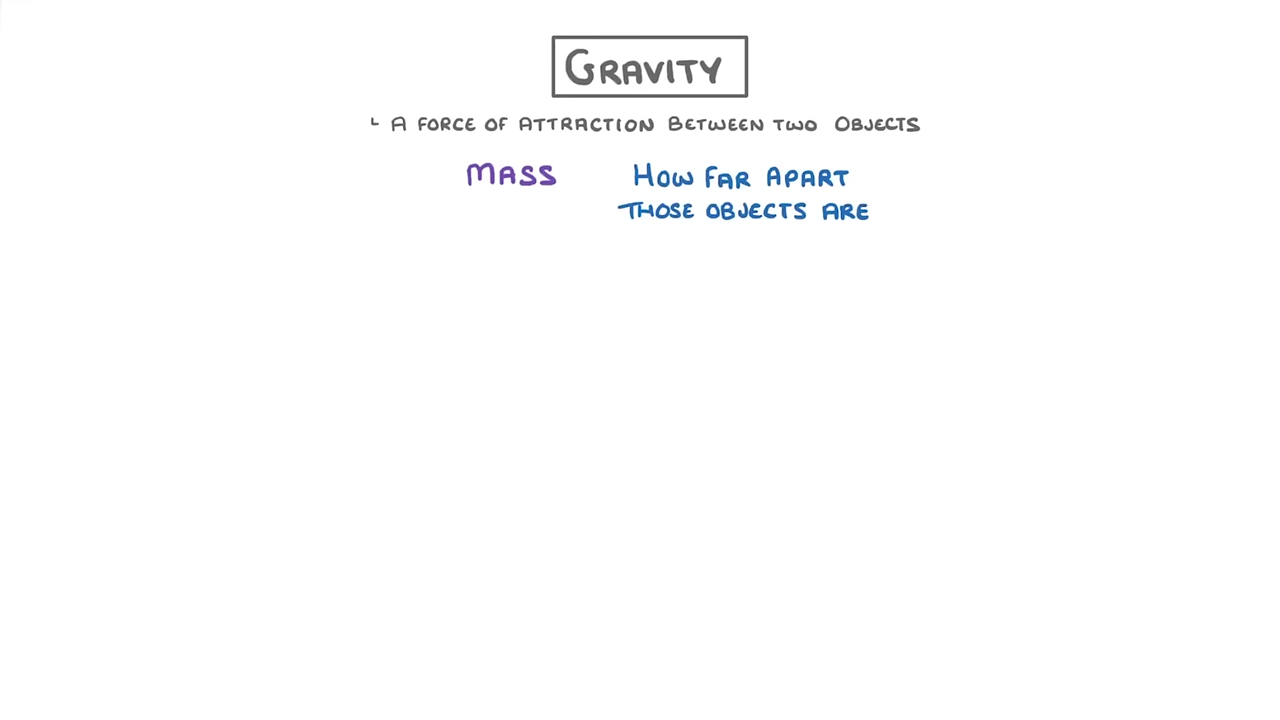 GRAVITY
└ A FORCE OF ATTRACTION BETWEEN TWO OBJECTS
MASS HOW FAR APART
THOSE OBJECTS ARE